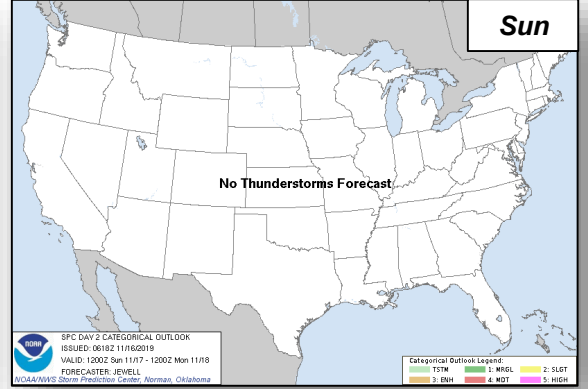 Sun
No Thunderstorms Forecast
NOAA
SPC DAY 2 CATEGORICAL OUTLOOK
ISSUED: 0618Z 11/16/2019
VALID: 1200Z Sun 11/17 - 1200Z Mon 11/18
FORECASTER: JEWELL
NOAA/NWS Storm Prediction Center, Norman, Oklahoma
Categorical Outlook Legend:
TSTM 1: MRGL 2: SLGT
3: ENH 4: MDT 5: HIGH